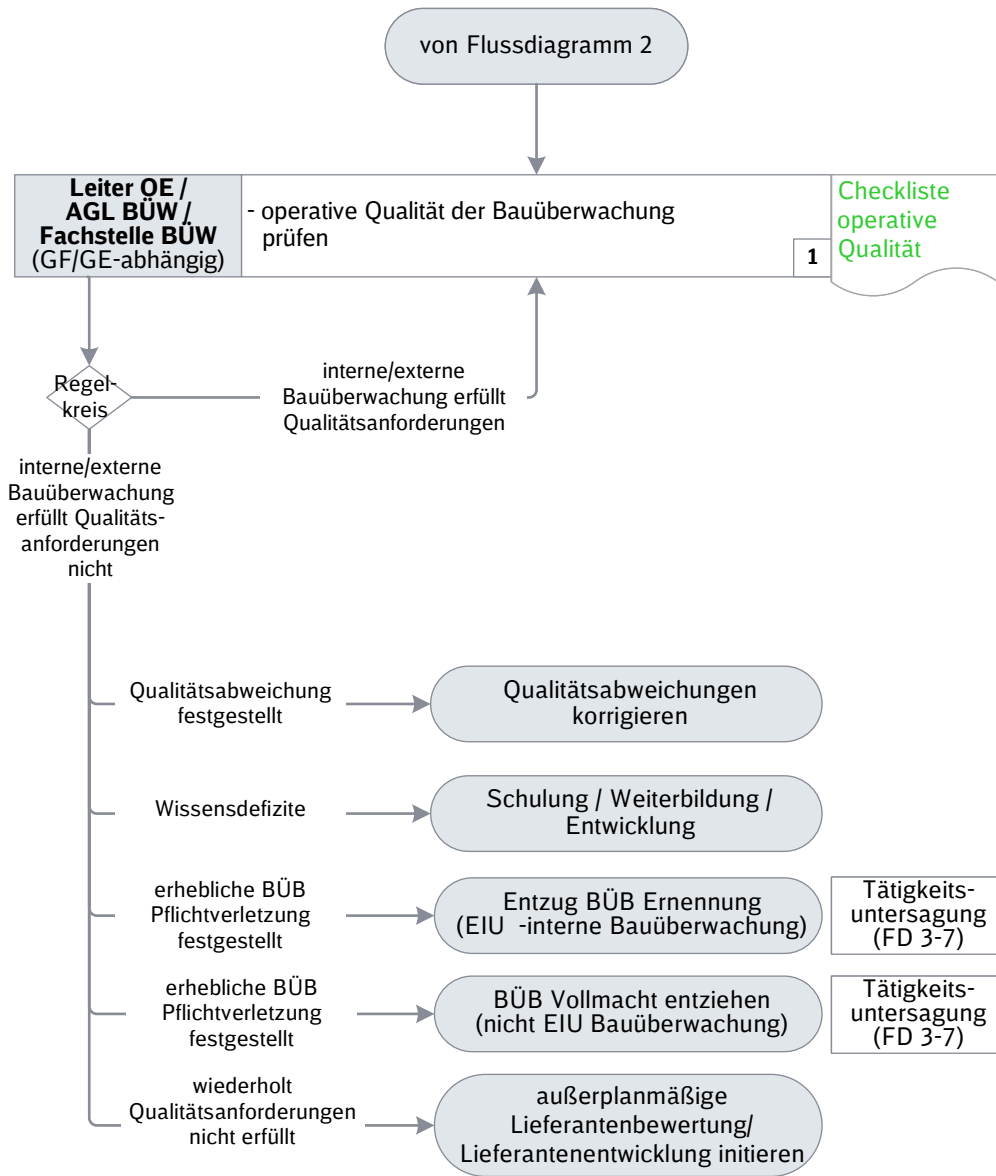 von Flussdiagramm 2
Leiter OE /
AGL BÜW /
Fachstelle BÜW
(GF/GE-abhängig)
- operative Qualität der Bauüberwachung
prüfen
1
Checkliste
operative
Qualität
Regel-
kreis
interne/externe
Bauüberwachung erfüllt
Qualitätsanforderungen
interne/externe
Bauüberwachung
erfüllt Qualitäts-
anforderungen
nicht
Qualitätsabweichung
festgestellt
Qualitätsabweichungen
korrigieren
Wissensdefizite
Schulung / Weiterbildung /
Entwicklung
erhebliche BÜB
Pflichtverletzung
festgestellt
Entzug BÜB Ernennung
(EIU -interne Bauüberwachung)
Tätigkeits-
untersagung
(FD 3-7)
erhebliche BÜB
Pflichtverletzung
festgestellt
BÜB Vollmacht entziehen
(nicht EIU Bauüberwachung)
Tätigkeits-
untersagung
(FD 3-7)
wiederholt
Qualitätsanforderungen
nicht erfüllt
außerplanmäßige
Lieferantenbewertung/
Lieferantenentwicklung initieren